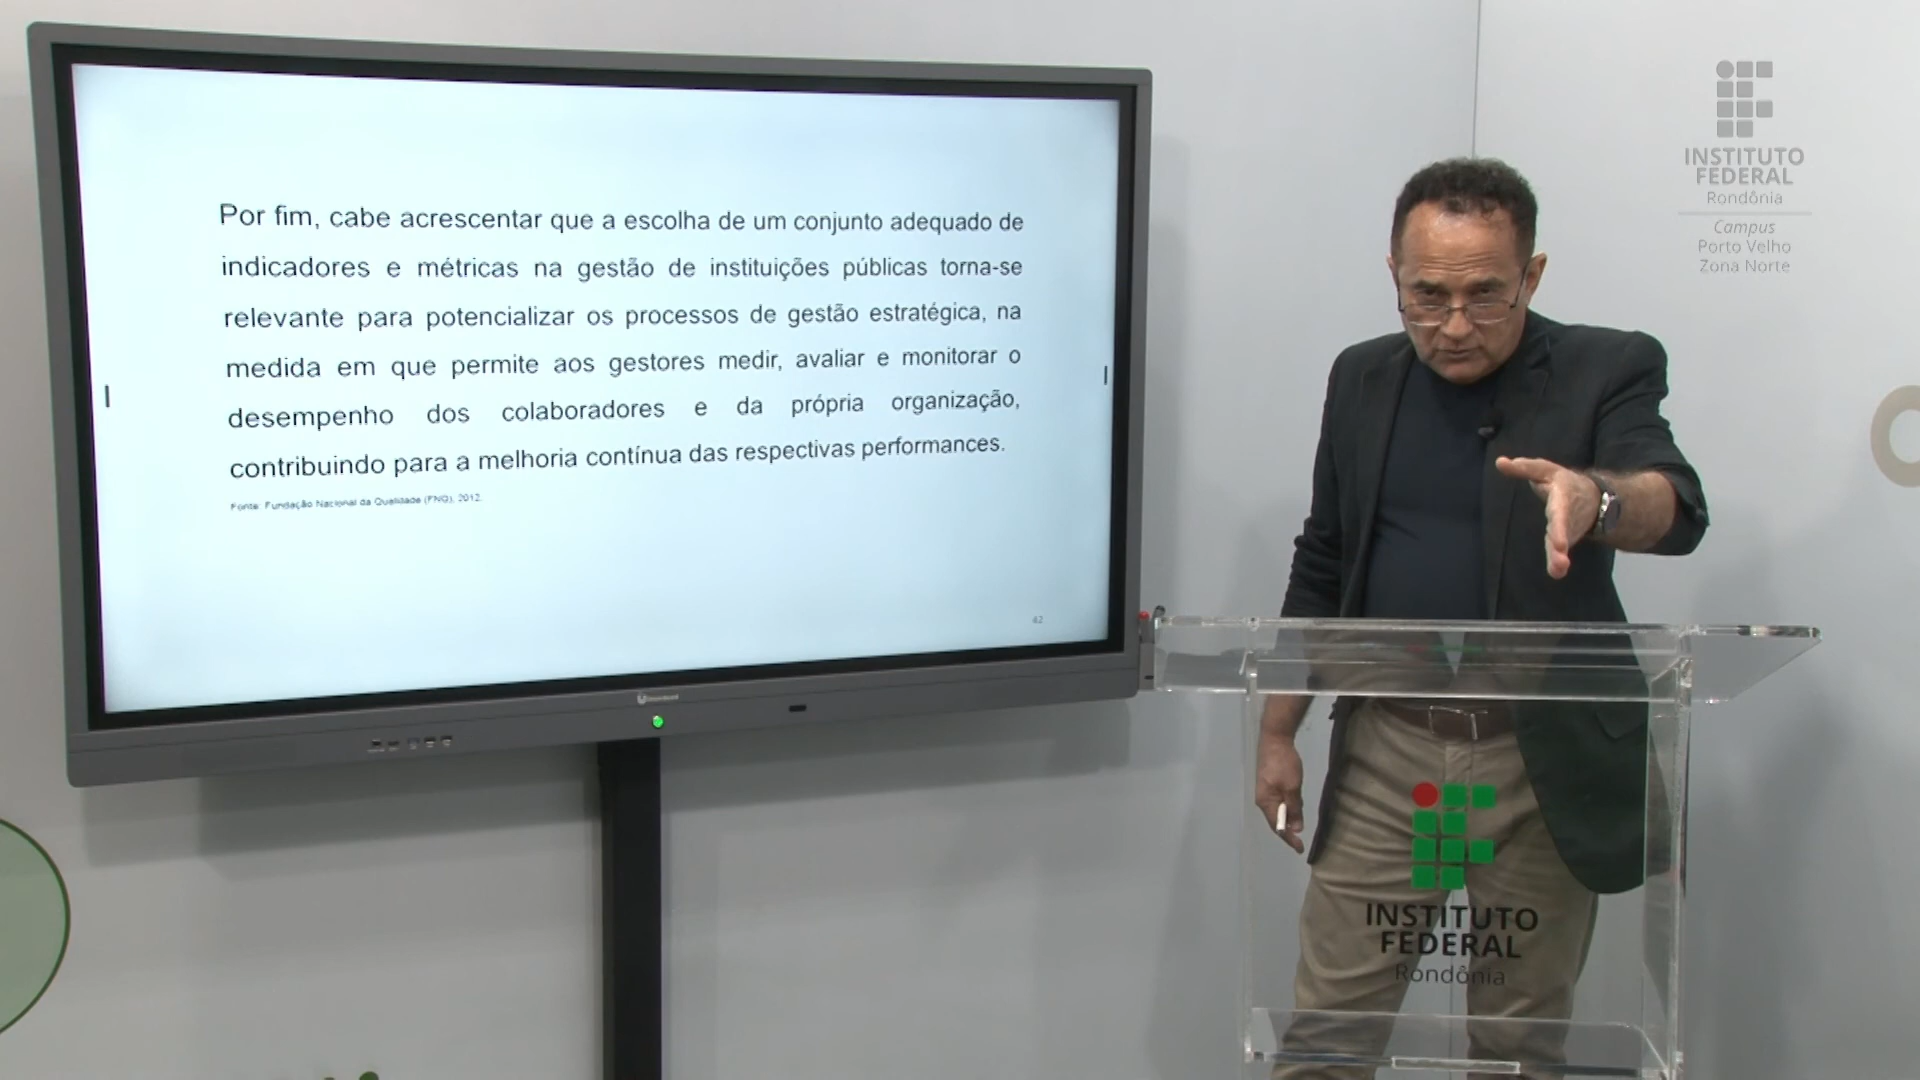 Por fim, cabe acrescentar que a escolha de um conjunto adequado de
indicadores e métricas na gestão de instituições públicas torna-se
relevante para potencializar os processos de gestão estratégica, na
medida em que permite aos gestores medir, avaliar e monitorar o
desempenho dos colaboradores e da própria organização,
contribuindo para a melhoria contínua das respectivas performances.
Fonte: Fundação Nacional da Qualidade (FNQ), 2012.
42
INSTITUTO
FEDERAL
Rondônia
Campus
Porto Velho
Zona Norte
INSTITUTO
FEDERAL
Rondônia